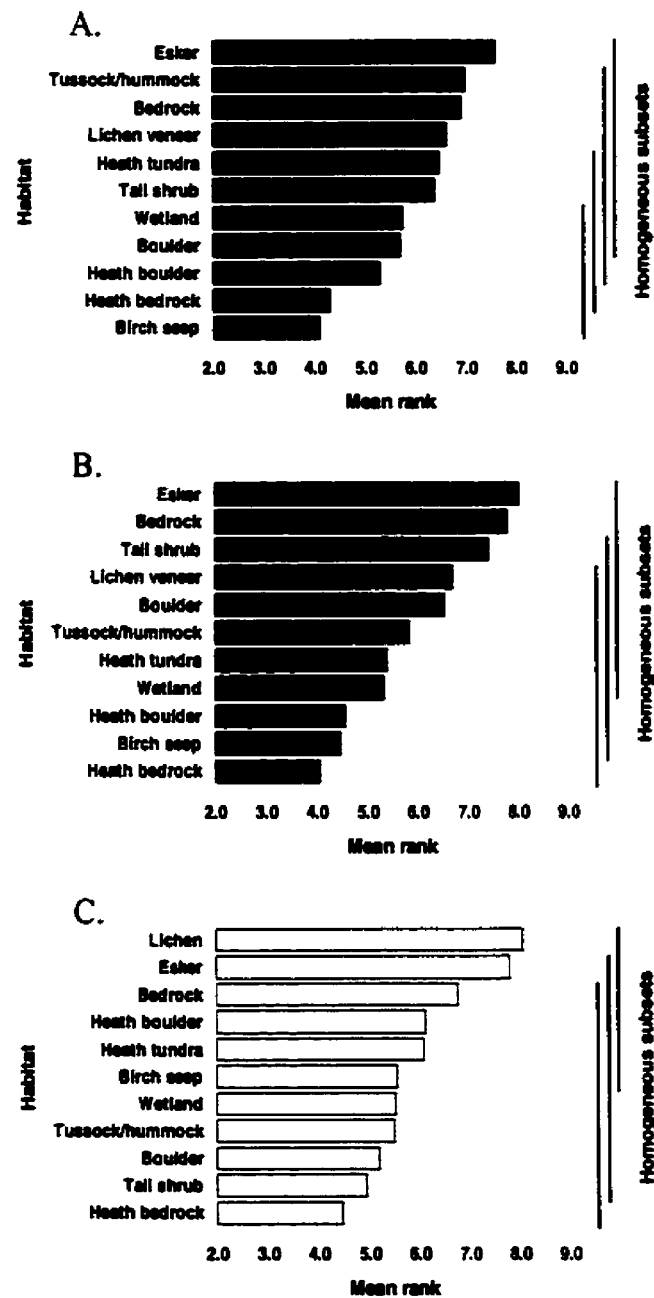 A.
Esker
Tussock/hummock
Bedrock
Lichen veneer
Heath tundra
Tall shrub
Wetland
Boulder
Heath boulder
Heath bedrock
Birch seep
Habitat
Homogeneous subsets
2.0 3.0 4.0 5.0 6.0 7.0 8.0 9.0
Mean rank
B.
Esker
Bedrock
Tall shrub
Lichen veneer
Boulder
Tussock/hummock
Heath tundra
Wetland
Heath boulder
Birch seep
Heath bedrock
Habitat
Homogeneous subsets
2.0 3.0 4.0 5.0 6.0 7.0 8.0 9.0
Mean rank
C.
Lichen
Esker
Bedrock
Heath boulder
Heath tundra
Birch seep
Wetland
Tussock/hummock
Boulder
Tall shrub
Heath bedrock
Habitat
Homogeneous subsets
2.0 3.0 4.0 5.0 6.0 7.0 8.0 9.0
Mean rank